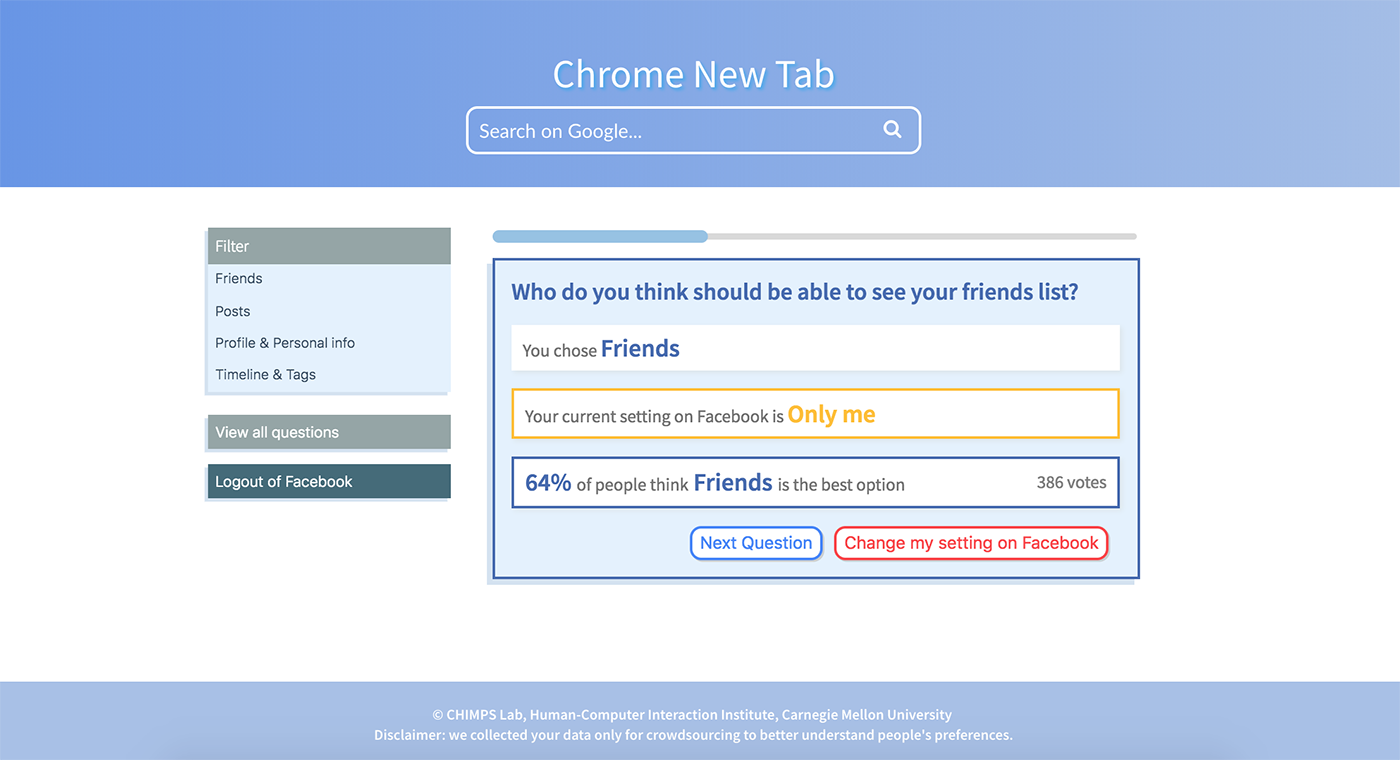 Chrome New Tab
Search on Google...
Filter
Friends
Posts
Profile & Personal info
Timeline & Tags
View all questions
Logout of Facebook
Who do you think should be able to see your friends list?
You chose Friends
Your current setting on Facebook is Only me
64% of people think Friends is the best option 386 votes
Next Question Change my setting on Facebook
© CHIMPS Lab, Human-Computer Interaction Institute, Carnegie Mellon University
Disclaimer: we collected your data only for crowdsourcing to better understand people's preferences.